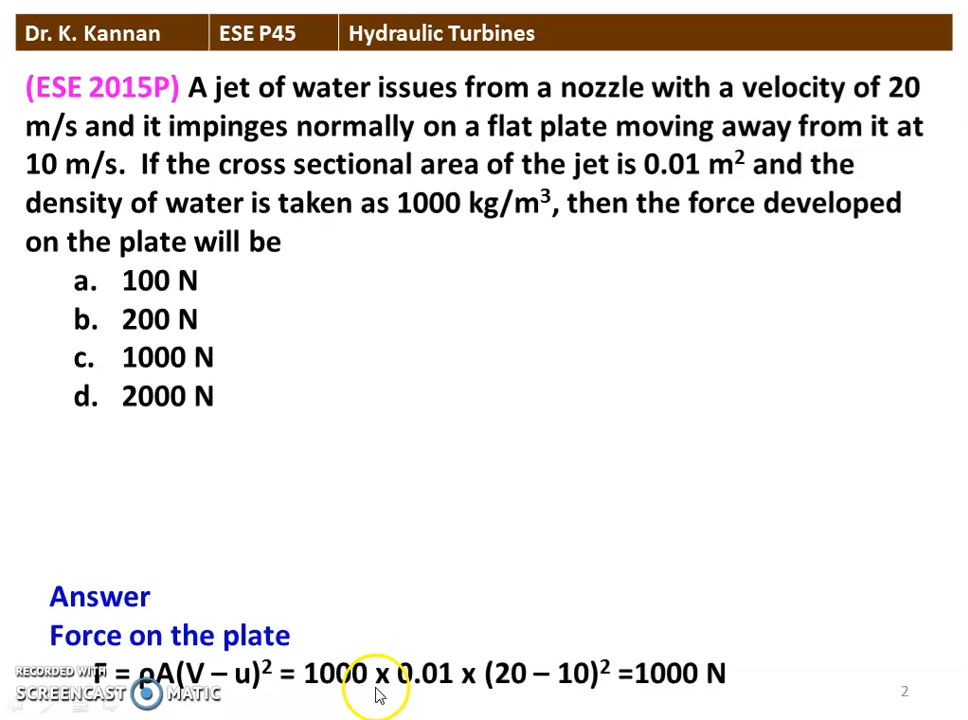 Dr. K. Kannan ESE P45 Hydraulic Turbines
(ESE 2015P) A jet of water issues from a nozzle with a velocity of 20
m/s and it impinges normally on a flat plate moving away from it at
10 m/s. If the cross sectional area of the jet is 0.01 m² and the
density of water is taken as 1000 kg/m³, then the force developed
on the plate will be
a. 100 N
b. 200 N
c. 1000 N
d. 2000 N
Answer
Force on the plate
F = ρA(V – u)² = 1000 x 0.01 x (20 – 10)² =1000 N
RECORDED WITH
SCREENCAST MATIC
2